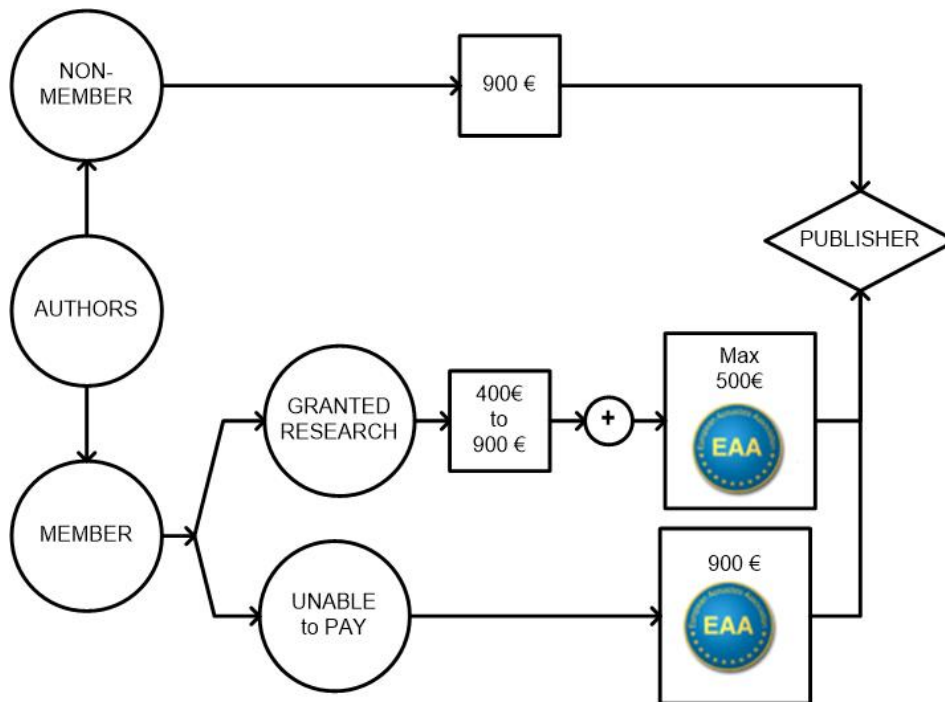 NON-
MEMBER
900 €
PUBLISHER
AUTHORS
GRANTED
RESEARCH
400€
to
900 €
+
Max
500€
EAA
MEMBER
UNABLE
to PAY
900 €
EAA